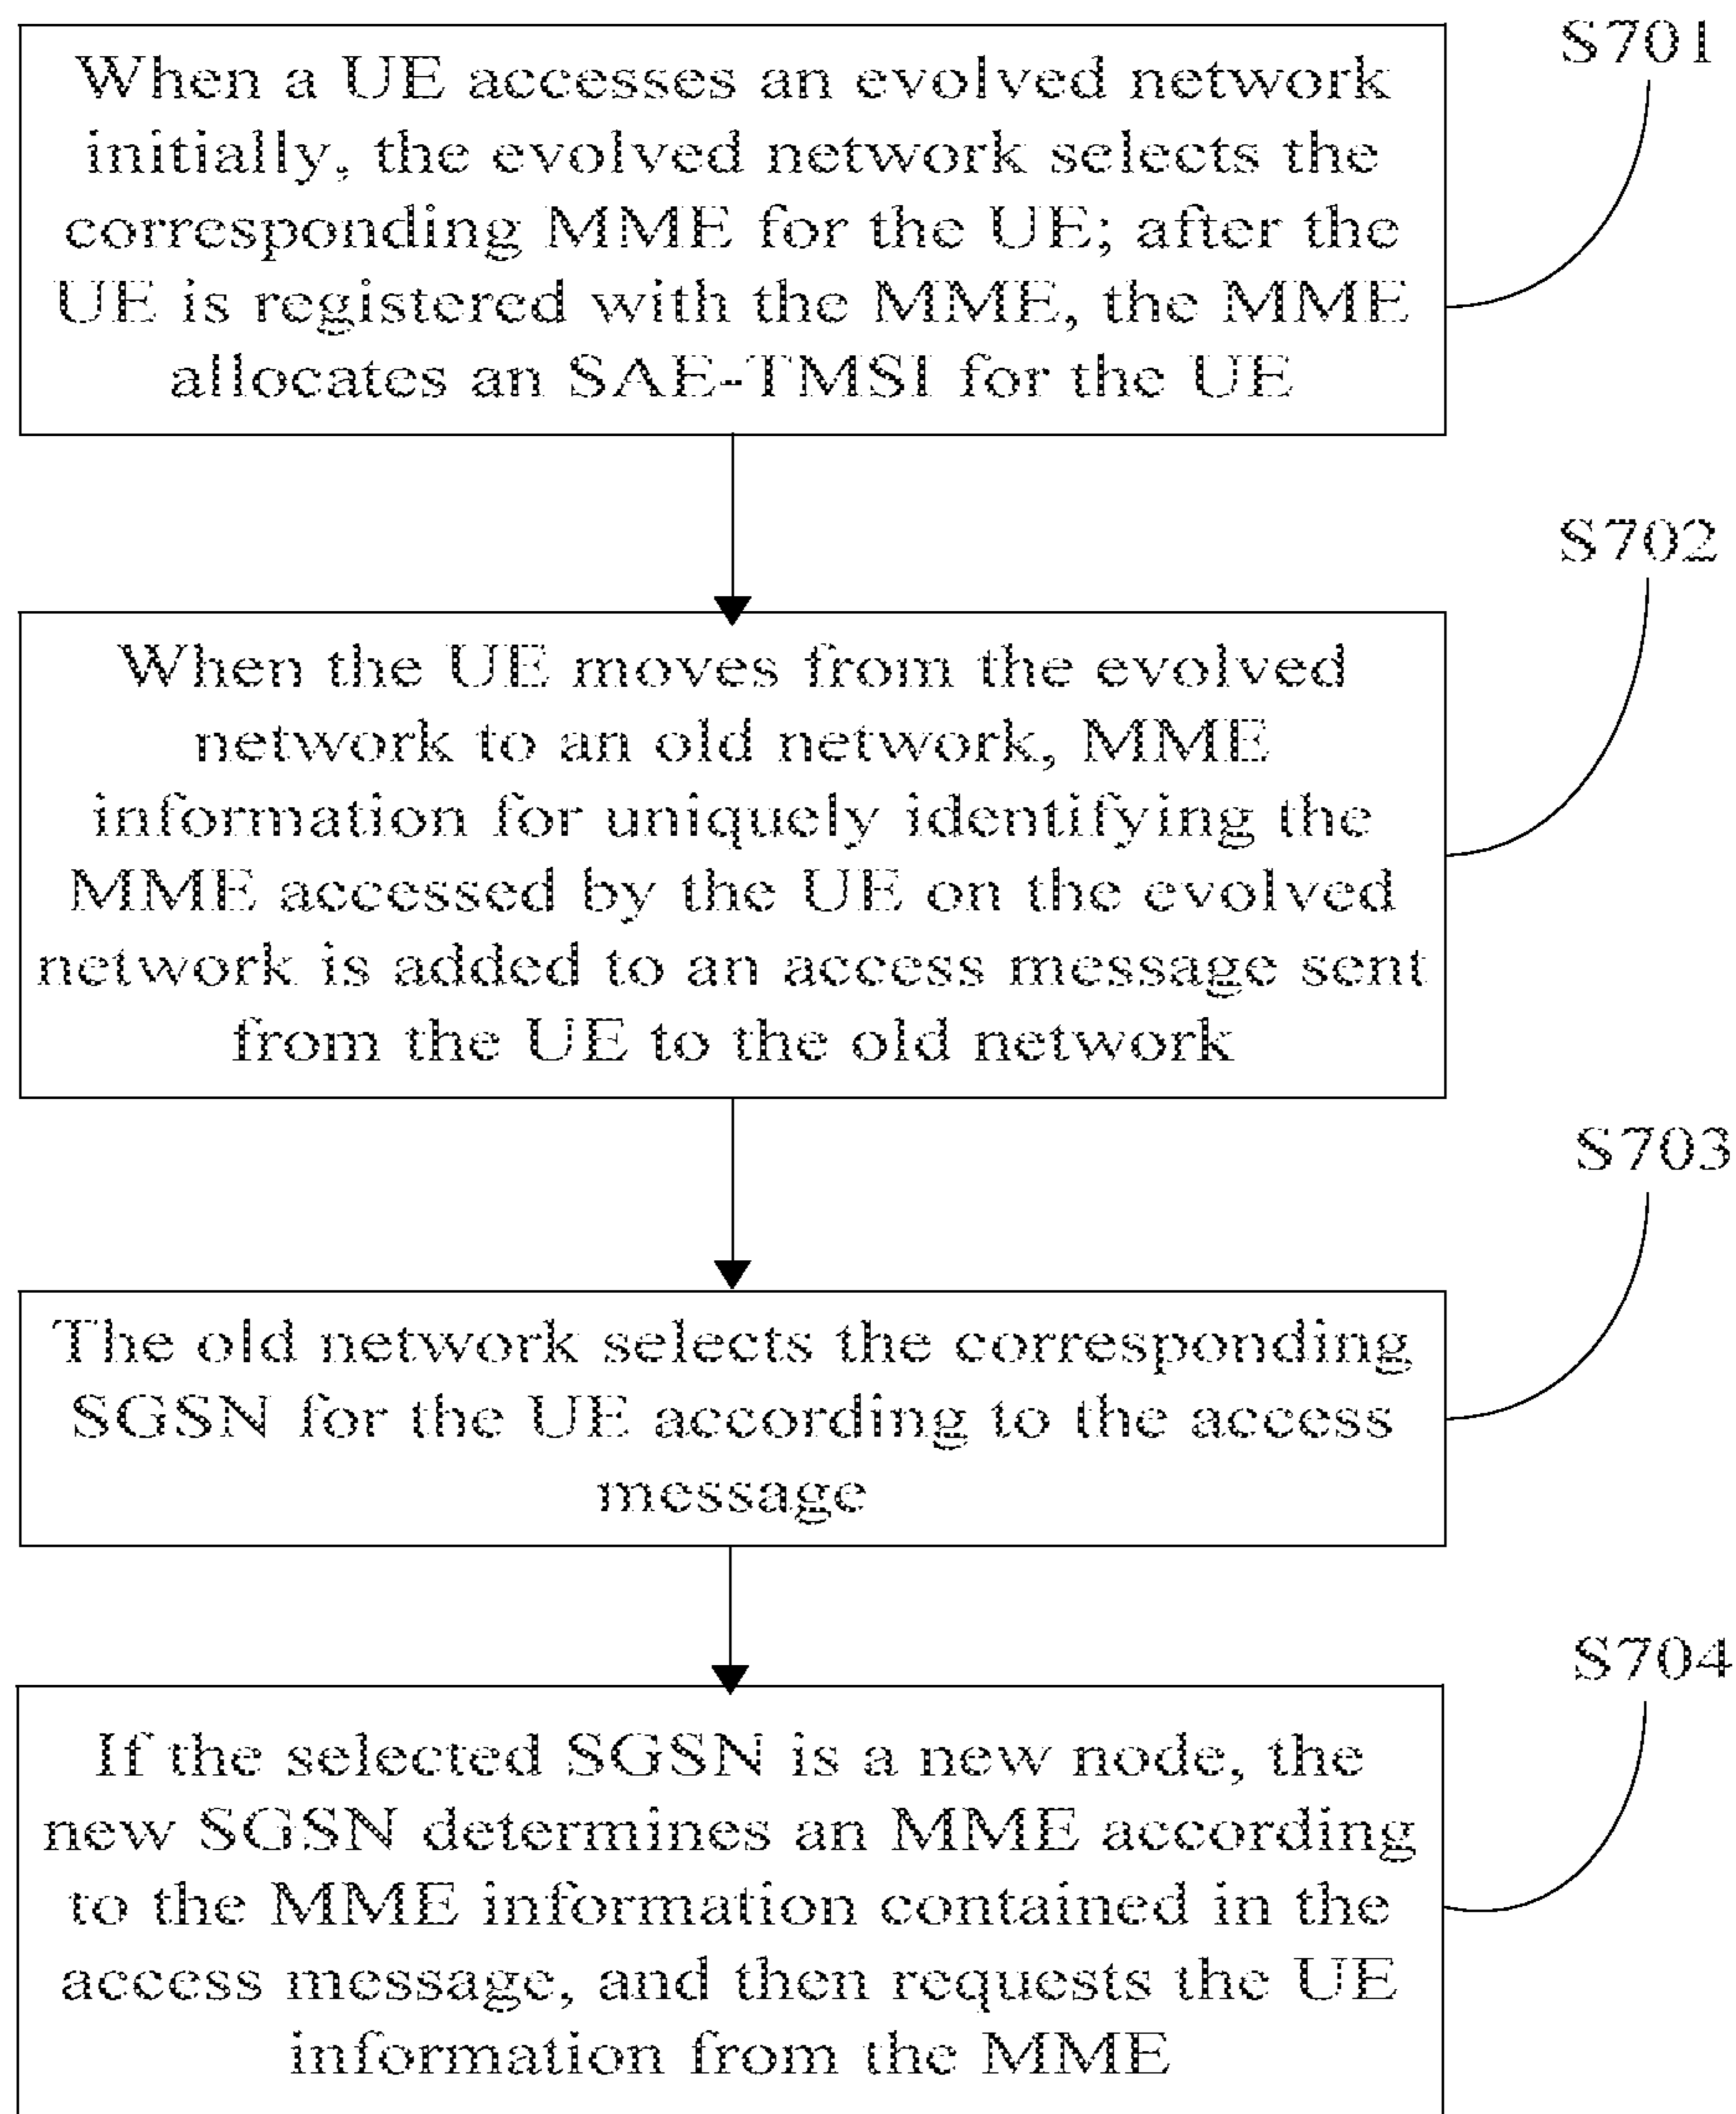 S701
When a UE accesses an evolved network
initially, the evolved network selects the
corresponding MME for the UE; after the
UE is registered with the MME, the MME
allocates an SAE-TMSI for the UE
S702
When the UE moves from the evolved
network to an old network, MME
information for uniquely identifying the
MME accessed by the UE on the evolved
network is added to an access message sent
from the UE to the old network
S703
The old network selects the corresponding
SGSN for the UE according to the access
message
S704
If the selected SGSN is a new node, the
new SGSN determines an MME according
to the MME information contained in the
access message, and then requests the UE
information from the MME